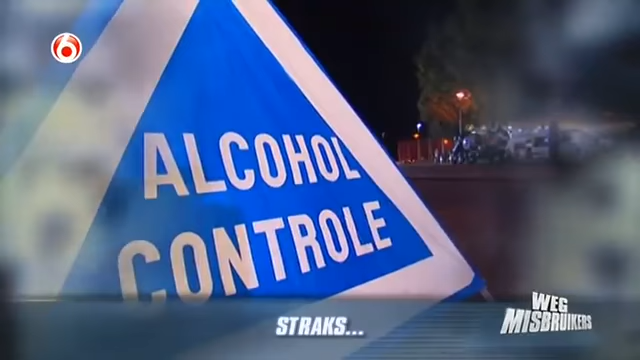 6
ALCOHOL
CONTROLE
STRAKS...
WEG
MISBRUIKERS